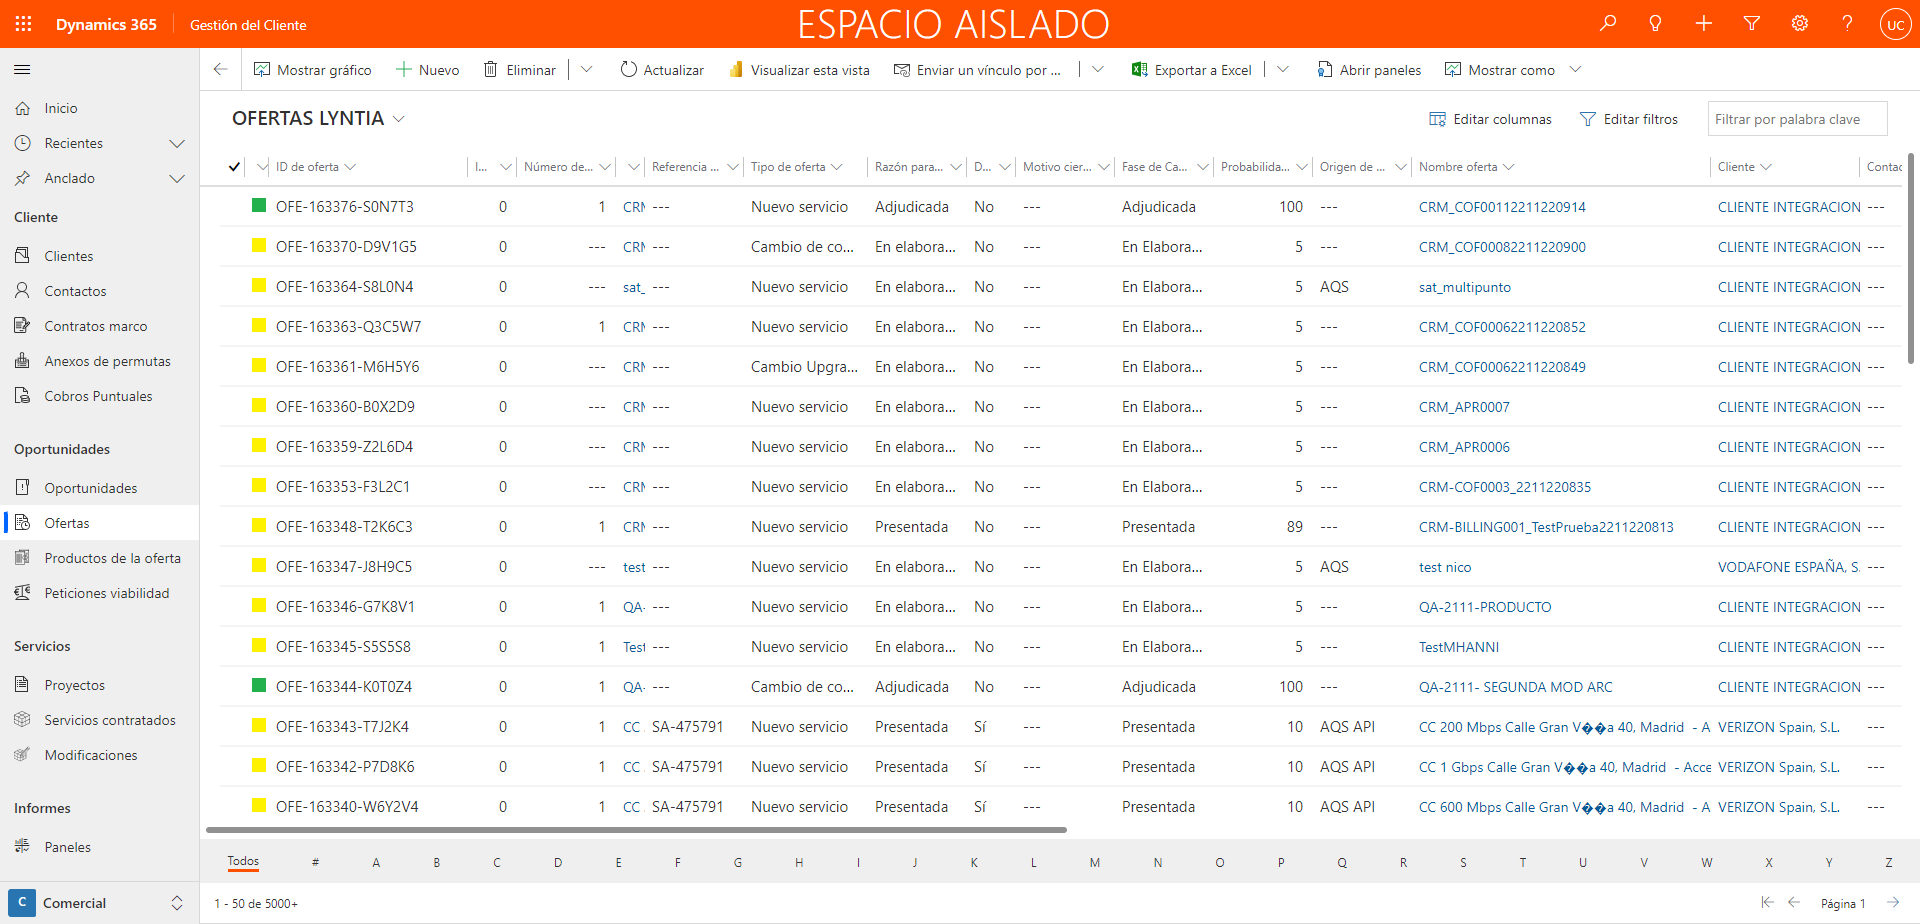 Dynamics 365 Gestión del Cliente ESPACIO AISLADO UC
Mostrar gráfico Nuevo Eliminar Actualizar Visualizar esta vista Enviar un vínculo por ... Exportar a Excel Abrir paneles Mostrar como
Inicio
Recientes
Anclado
Cliente
Clientes
Contactos
Contratos marco
Anexos de permutas
Cobros Puntuales
Oportunidades
Oportunidades
Ofertas
Productos de la oferta
Peticiones viabilidad
Servicios
Proyectos
Servicios contratados
Modificaciones
Informes
Paneles
C Comercial
OFERTAS LYNTIA Editar columnas Editar filtros Filtrar por palabra clave
ID de oferta I... Número de... Referencia ... Tipo de oferta Razón para... D... Motivo cier... Fase de Ca... Probabilida... Origen de ... Nombre oferta Cliente Contac
OFE-163376-S0N7T3 0 1 CRM --- Nuevo servicio Adjudicada No --- Adjudicada 100 --- CRM_COF00112211220914 CLIENTE INTEGRACION ---
OFE-163370-D9V1G5 0 --- CRM --- Cambio de co... En elabora... No --- En Elabora... 5 --- CRM_COF00082211220900 CLIENTE INTEGRACION ---
OFE-163364-S8L0N4 0 --- sat_ --- Nuevo servicio En elabora... No --- En Elabora... 5 AQS sat_multipunto CLIENTE INTEGRACION ---
OFE-163363-Q3C5W7 0 1 CRM --- Nuevo servicio En elabora... No --- En Elabora... 5 --- CRM_COF00062211220852 CLIENTE INTEGRACION ---
OFE-163361-M6H5Y6 0 --- CRM --- Cambio Upgra... En elabora... No --- En Elabora... 5 --- CRM_COF00062211220849 CLIENTE INTEGRACION ---
OFE-163360-B0X2D9 0 --- CRM --- Nuevo servicio En elabora... No --- En Elabora... 5 --- CRM_APR0007 CLIENTE INTEGRACION ---
OFE-163359-Z2L6D4 0 --- CRM --- Nuevo servicio En elabora... No --- En Elabora... 5 --- CRM_APR0006 CLIENTE INTEGRACION ---
OFE-163353-F3L2C1 0 --- CRM --- Nuevo servicio En elabora... No --- En Elabora... 5 --- CRM-COF0003_2211220835 CLIENTE INTEGRACION ---
OFE-163348-T2K6C3 0 1 CRM --- Nuevo servicio Presentada No --- Presentada 89 --- CRM-BILLING001_TestPrueba2211220813 CLIENTE INTEGRACION ---
OFE-163347-J8H9C5 0 --- test --- Nuevo servicio En elabora... No --- En Elabora... 5 AQS test nico VODAFONE ESPAÑA, S. ---
OFE-163346-G7K8V1 0 1 QA- --- Nuevo servicio En elabora... No --- En Elabora... 5 --- QA-2111-PRODUCTO CLIENTE INTEGRACION ---
OFE-163345-S5S5S8 0 1 Test --- Nuevo servicio En elabora... No --- En Elabora... 5 --- TestMHANNI CLIENTE INTEGRACION ---
OFE-163344-K0T0Z4 0 1 QA- --- Cambio de co... Adjudicada No --- Adjudicada 100 --- QA-2111- SEGUNDA MOD ARC CLIENTE INTEGRACION ---
OFE-163343-T7J2K4 0 1 CC SA-475791 Nuevo servicio Presentada Sí --- Presentada 10 AQS API CC 200 Mbps Calle Gran V��a 40, Madrid - A VERIZON Spain, S.L. ---
OFE-163342-P7D8K6 0 1 CC SA-475791 Nuevo servicio Presentada Sí --- Presentada 10 AQS API CC 1 Gbps Calle Gran V��a 40, Madrid - Acce VERIZON Spain, S.L. ---
OFE-163340-W6Y2V4 0 1 CC SA-475791 Nuevo servicio Presentada Sí --- Presentada 10 AQS API CC 600 Mbps Calle Gran V��a 40, Madrid - A VERIZON Spain, S.L. ---
Todos # A B C D E F G H I J K L M N O P Q R S T U V W X Y Z
1 - 50 de 5000+ Página 1